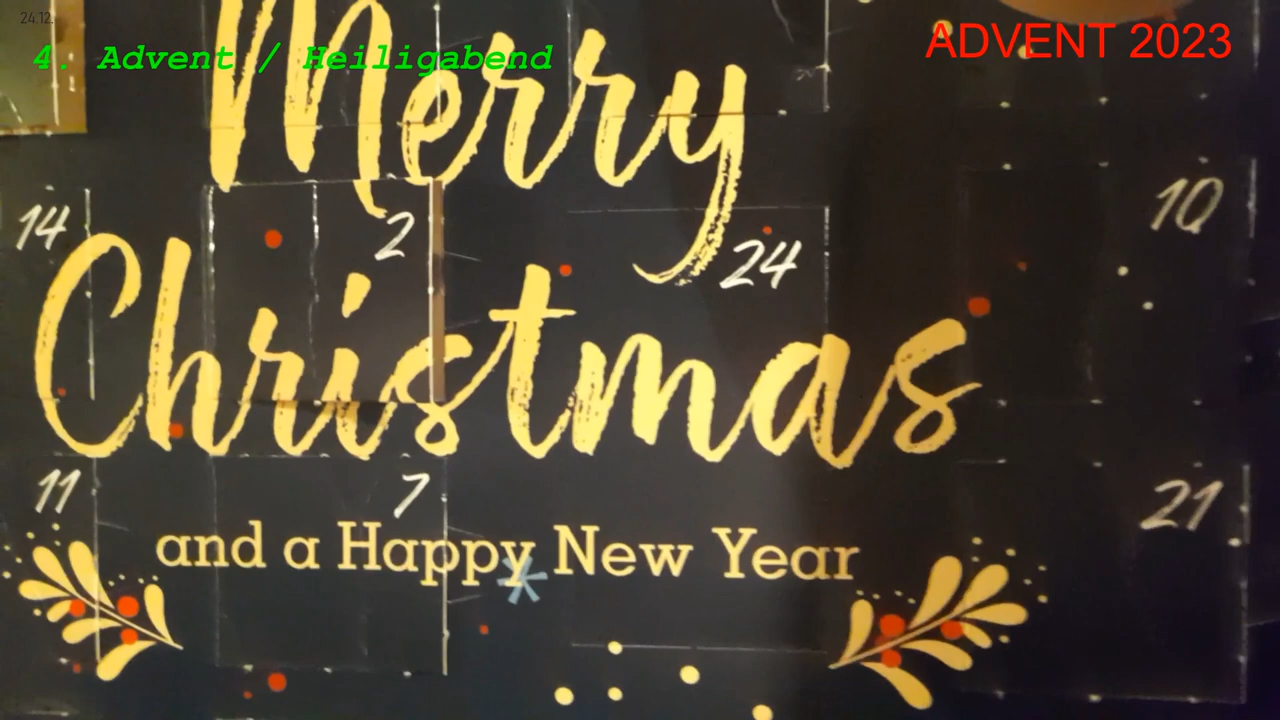 24.12.
4. Advent / Heiligabend
ADVENT 2023
Merry
14
2
24
10
Christmas
11
7
21
and a Happy New Year